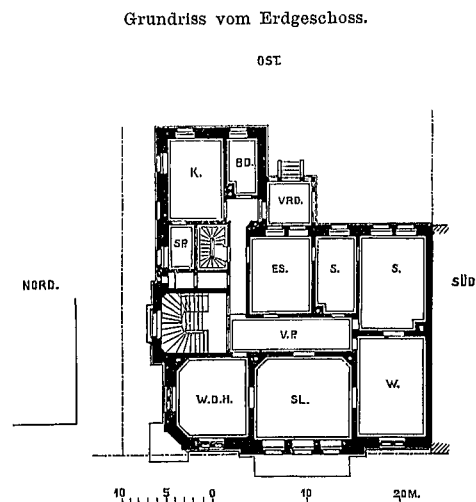 Grundriss vom Erdgeschoss.
OST.
K. BD.
VRD.
SP.
ES. S. S.
NORD. SÜD
V.P.
W.D.H. SL. W.
10 5 0 10 20M.